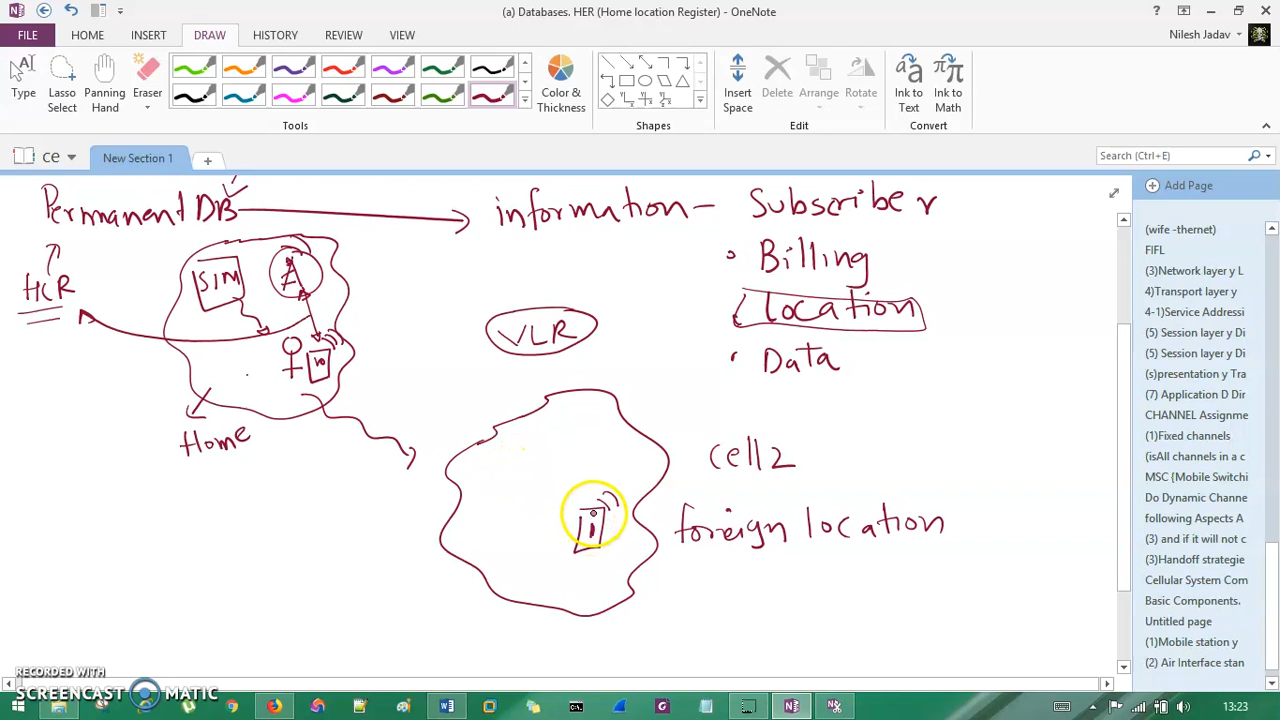 (a) Databases. HER (Home location Register) - OneNote
FILE HOME INSERT DRAW HISTORY REVIEW VIEW
Nilesh Jadav
Type
Lasso Select
Panning Hand
Eraser
Color & Thickness
Insert Space
Delete
Arrange
Rotate
Ink to Text
Ink to Math
Tools
Shapes
Edit
Convert
ce
New Section 1
Search (Ctrl+E)
Permanent DB
information - Subscriber
• Billing
location
• Data
HLR
SIM
VLR
Home
cell2
foreign location
Add Page
(wife -thernet)
FIFL
(3)Network layer y L
4)Transport layer y
4-1)Service Addressi
(5) Session layer y Di
(5) Session layer y Di
(s)presentation y Tra
(7) Application D Dir
CHANNEL Assignme
(1)Fixed channels
(isAll channels in a c
MSC {Mobile Switchi
Do Dynamic Channe
following Aspects A
(3) and if it will not c
(3)Handoff strategie
Cellular System Com
Basic Components.
Untitled page
(1)Mobile station y
(2) Air Interface stan
RECORDED WITH
SCREENCAST MATIC
13:23